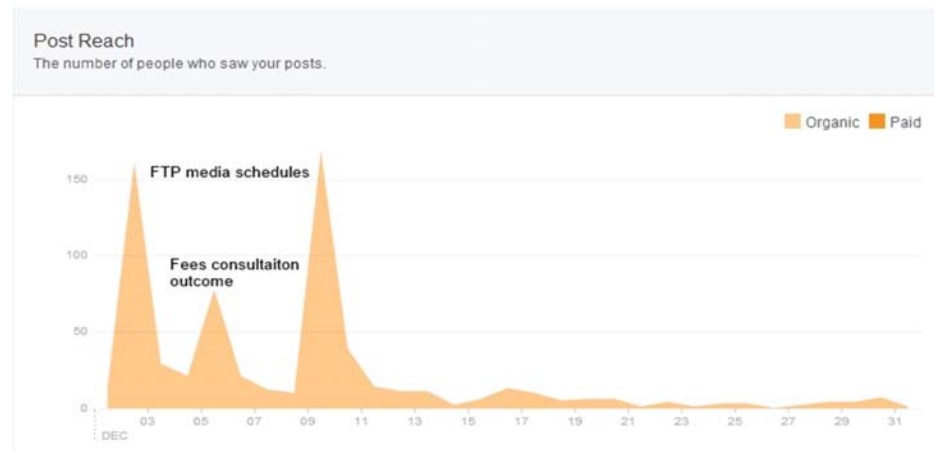 Post Reach
The number of people who saw your posts.
Organic Paid
150
100
50
0
FTP media schedules
Fees consultaiton
outcome
03 05 07 09 11 13 15 17 19 21 23 25 27 29 31
DEC